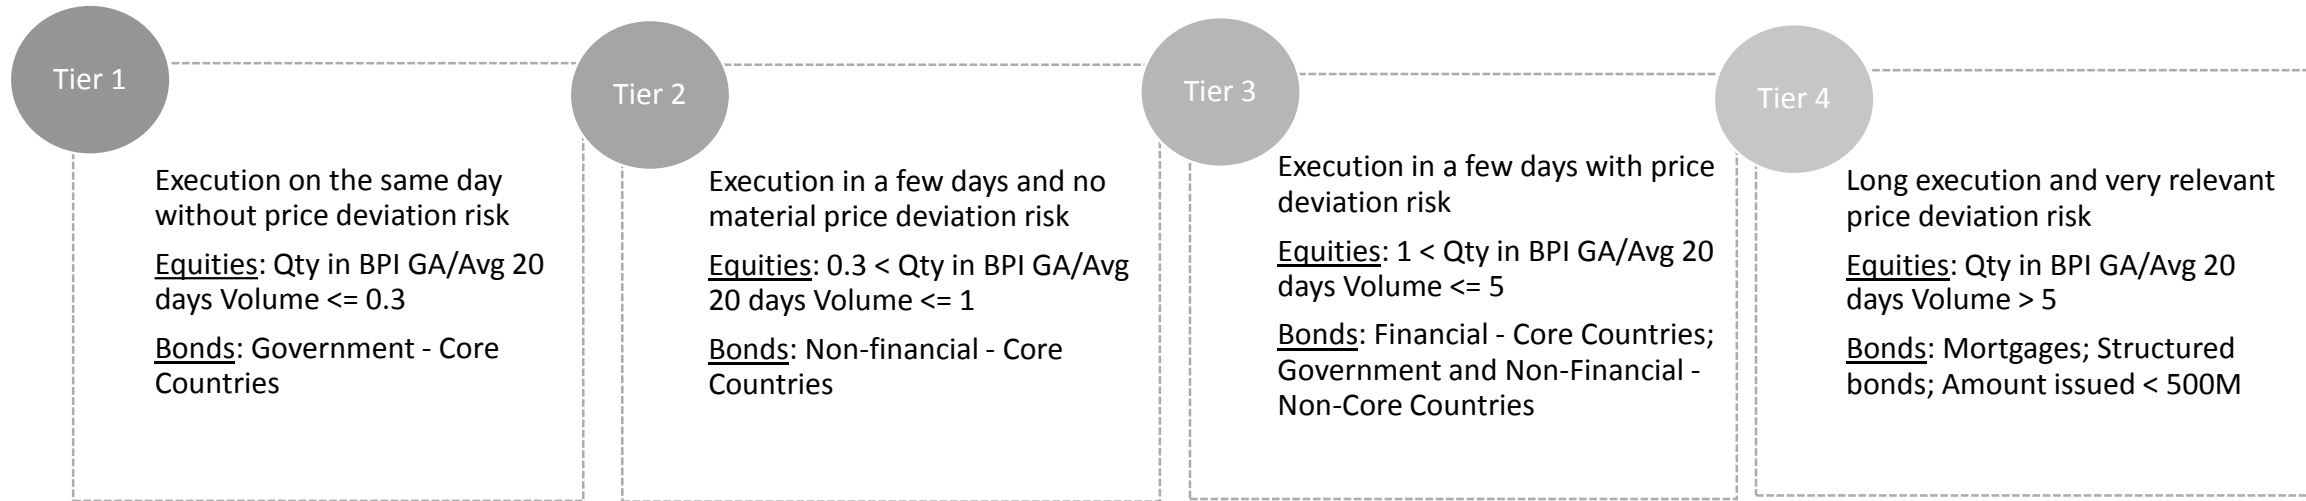 Tier 1
Execution on the same day
without price deviation risk
Equities: Qty in BPI GA/Avg 20
days Volume <= 0.3
Bonds: Government - Core
Countries
Tier 2
Execution in a few days and no
material price deviation risk
Equities: 0.3 < Qty in BPI GA/Avg
20 days Volume <= 1
Bonds: Non-financial - Core
Countries
Tier 3
Execution in a few days with price
deviation risk
Equities: 1 < Qty in BPI GA/Avg 20
days Volume <= 5
Bonds: Financial - Core Countries;
Government and Non-Financial -
Non-Core Countries
Tier 4
Long execution and very relevant
price deviation risk
Equities: Qty in BPI GA/Avg 20
days Volume > 5
Bonds: Mortgages; Structured
bonds; Amount issued < 500M